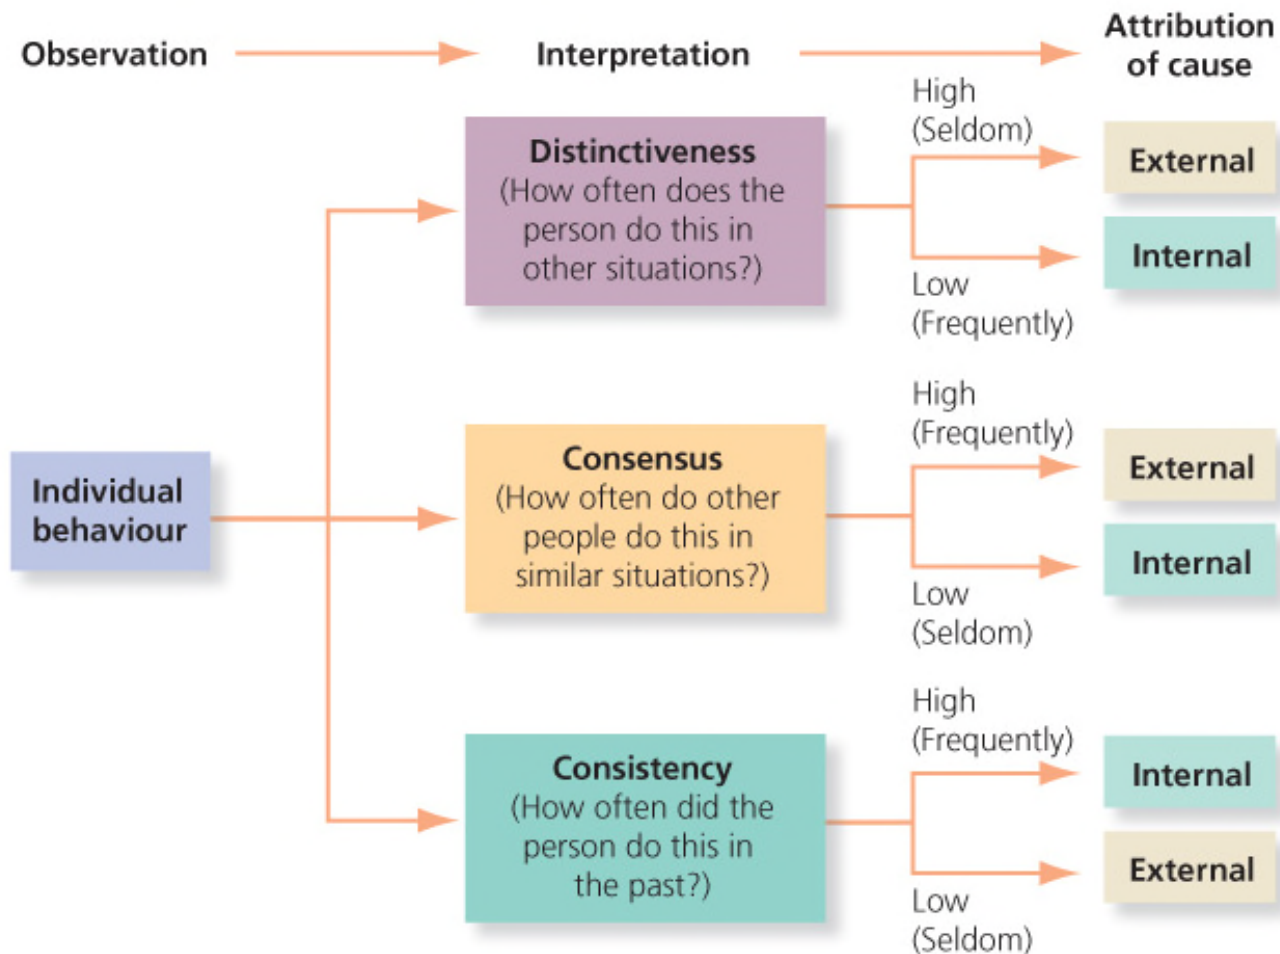 Observation
Interpretation
Attribution
of cause
Individual
behaviour
Distinctiveness
(How often does the
person do this in
other situations?)
High
(Seldom)
External
Low
(Frequently)
Internal
Consensus
(How often do other
people do this in
similar situations?)
High
(Frequently)
External
Low
(Seldom)
Internal
Consistency
(How often did the
person do this in
the past?)
High
(Frequently)
Internal
Low
(Seldom)
External